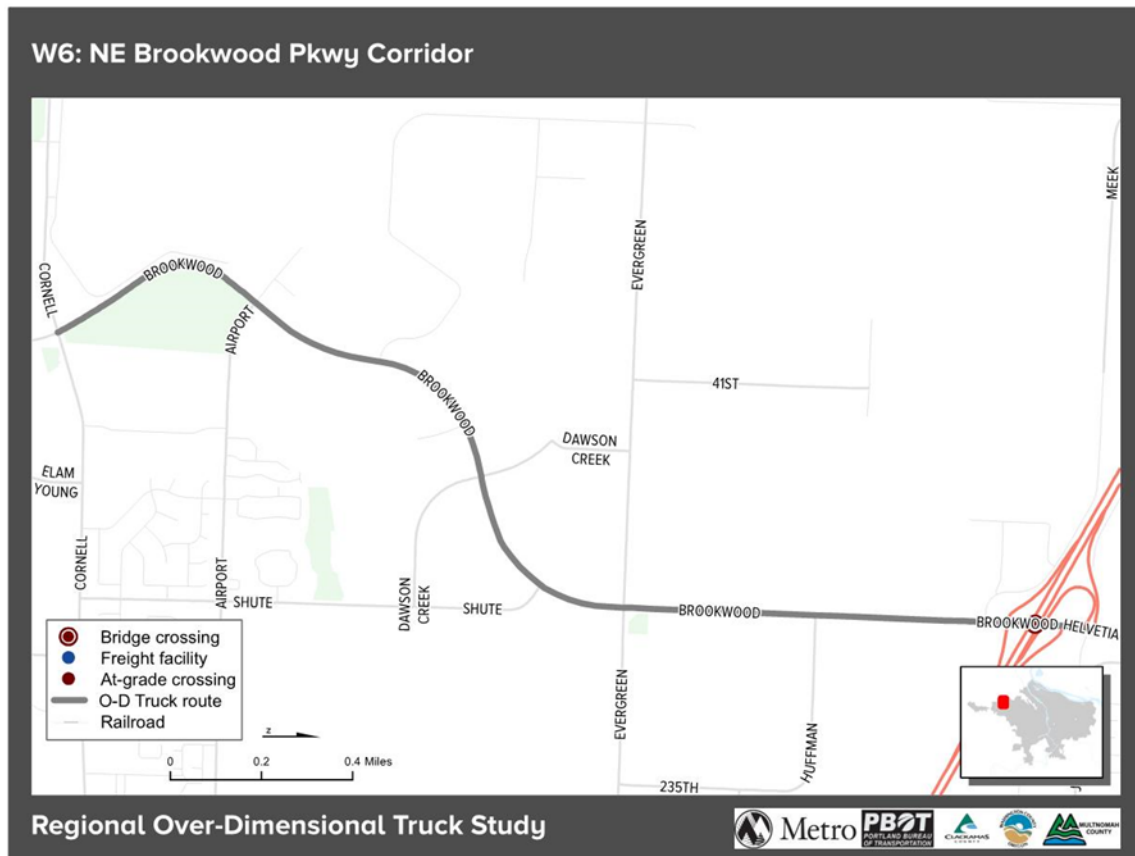 W6: NE Brookwood Pkwy Corridor
MEEK
CORNELL
BROOKWOOD
EVERGREEN
AIRPORT
BROOKWOOD
41ST
DAWSON
CREEK
ELAM
YOUNG
CORNELL
AIRPORT
SHUTE
DAWSON
CREEK
SHUTE
BROOKWOOD
BROOKWOOD
HELVETIA
Bridge crossing
Freight facility
At-grade crossing
O-D Truck route
Railroad
z
0 0.2 0.4 Miles
EVERGREEN
HUFFMAN
235TH
Regional Over-Dimensional Truck Study
Metro
PBOT
PORTLAND BUREAU
OF TRANSPORTATION
CLACKAMAS
COUNTY
MULTNOMAH
COUNTY